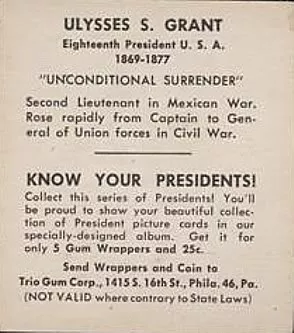 ULYSSES S. GRANT
Eighteenth President U. S. A.
1869-1877
"UNCONDITIONAL SURRENDER"
Second Lieutenant in Mexican War.
Rose rapidly from Captain to Gen-
eral of Union forces in Civil War.
KNOW YOUR PRESIDENTS!
Collect this series of Presidents! You'll
be proud to show your beautiful collec-
tion of President picture cards in our
specially-designed album. Get it for
only 5 Gum Wrappers and 25c.
Send Wrappers and Coin to
Trio Gum Corp., 1415 S. 16th St., Phila. 46, Pa.
(NOT VALID where contrary to State Laws)